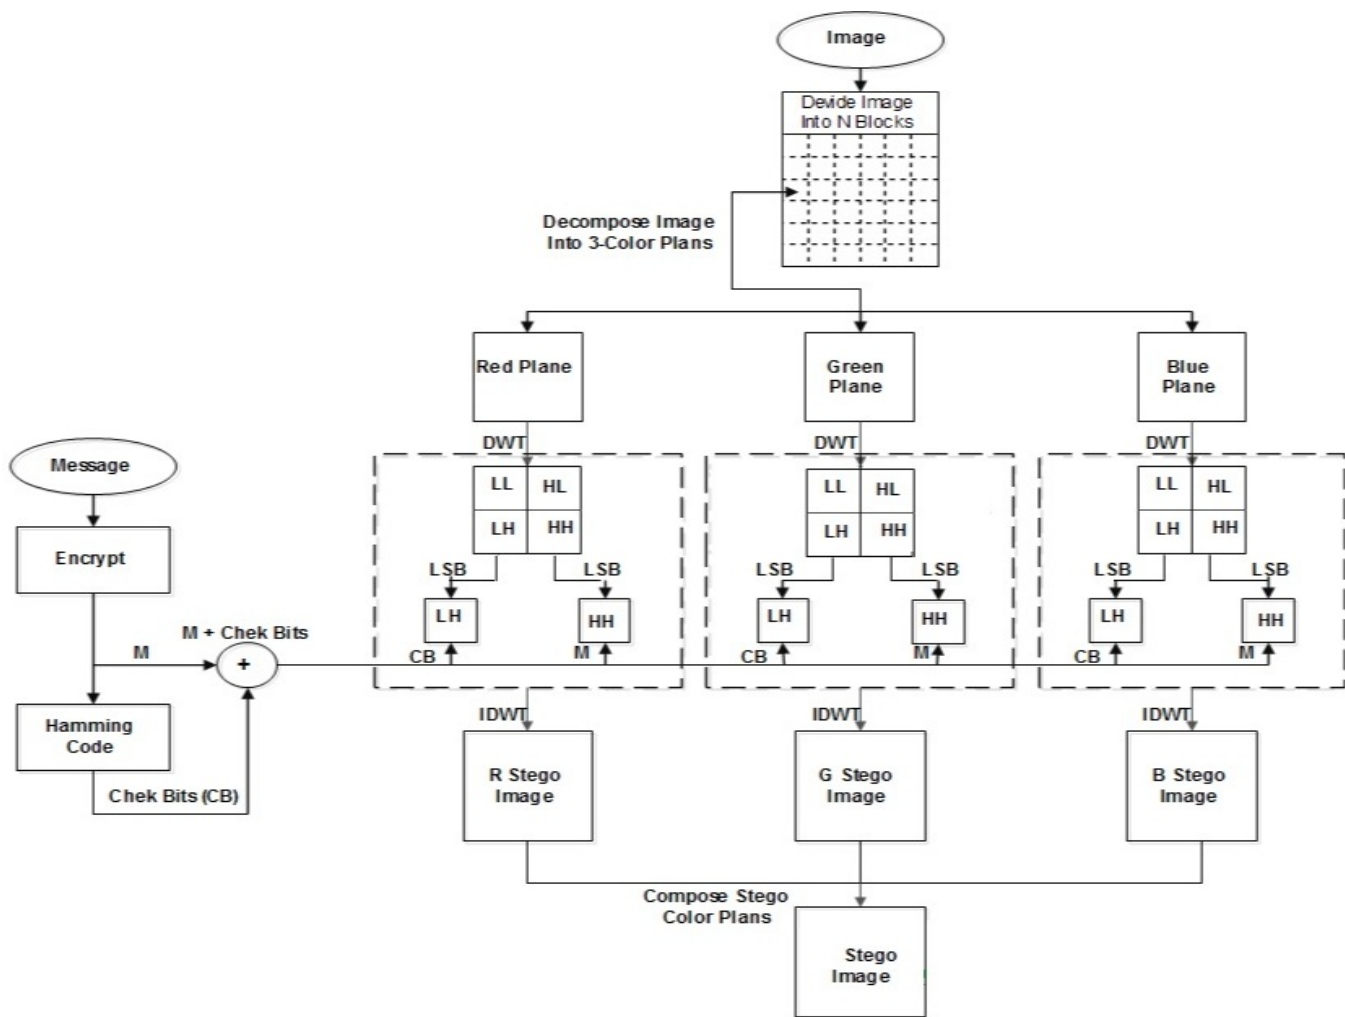 Image
Devide Image
Into N Blocks
Decompose Image
Into 3-Color Plans
Red Plane
Green
Plane
Blue
Plane
DWT
DWT
DWT
Message
Encrypt
M + Chek Bits
M
+
Hamming
Code
Chek Bits (CB)
LL HL
LH HH
LSB LSB
LH HH
CB M
LL HL
LH HH
LSB LSB
LH HH
CB M
LL HL
LH HH
LSB LSB
LH HH
CB M
IDWT
IDWT
IDWT
R Stego
Image
G Stego
Image
B Stego
Image
Compose Stego
Color Plans
Stego
Image